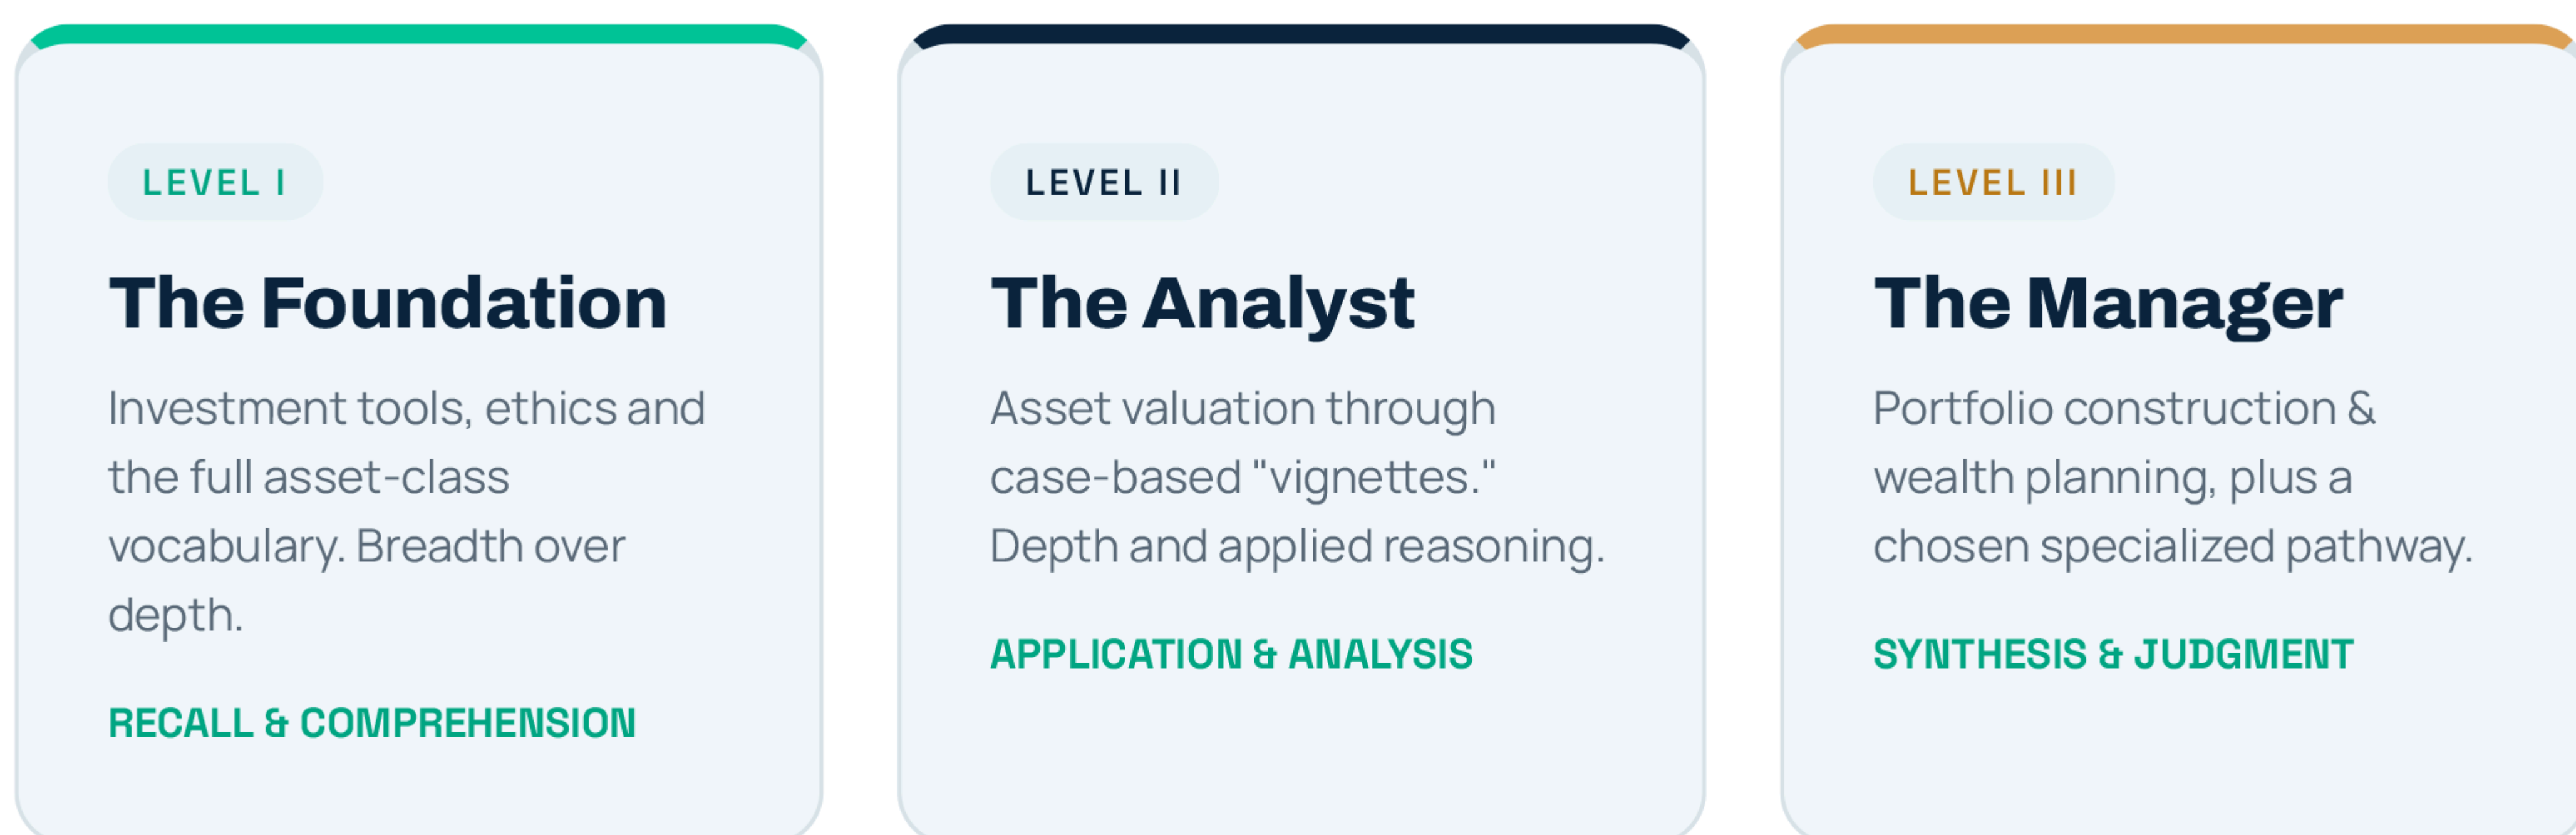 LEVEL I
The Foundation
Investment tools, ethics and
the full asset-class
vocabulary. Breadth over
depth.
RECALL & COMPREHENSION
LEVEL II
The Analyst
Asset valuation through
case-based "vignettes."
Depth and applied reasoning.
APPLICATION & ANALYSIS
LEVEL III
The Manager
Portfolio construction &
wealth planning, plus a
chosen specialized pathway.
SYNTHESIS & JUDGMENT